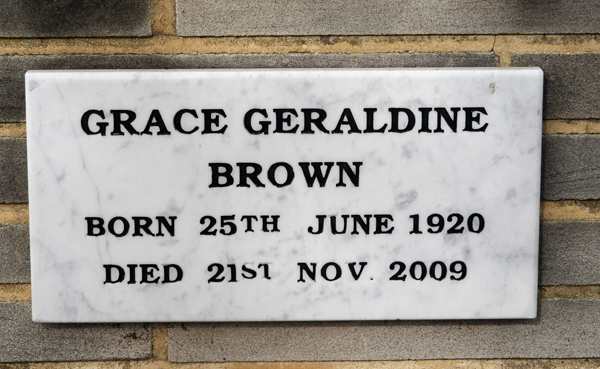 GRACE GERALDINE
BROWN
BORN 25TH JUNE 1920
DIED 21ST NOV. 2009